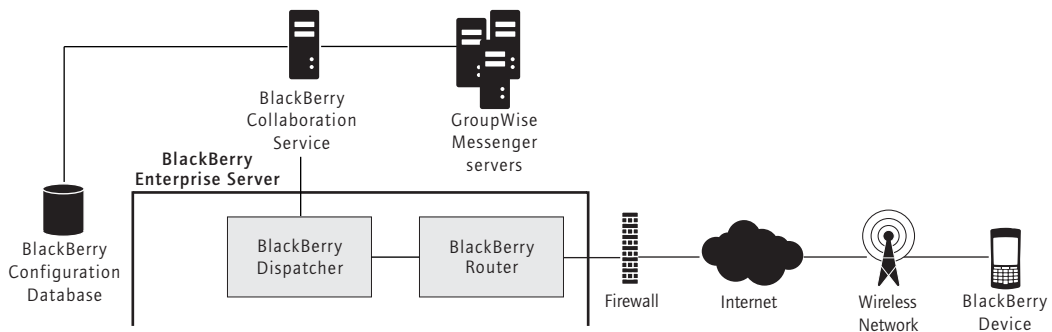 BlackBerry
Collaboration
Service
GroupWise
Messenger
servers
BlackBerry
Enterprise Server
BlackBerry
Configuration
Database
BlackBerry
Dispatcher
BlackBerry
Router
Firewall
Internet
Wireless
Network
BlackBerry
Device